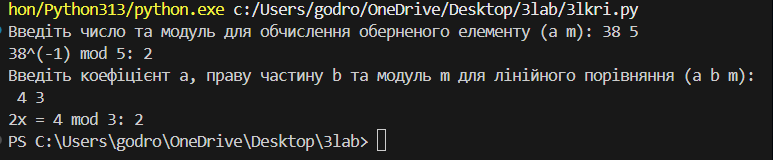 hon/Python313/python.exe c:/Users/godro/OneDrive/Desktop/3lab/3lkri.py
Введіть число та модуль для обчислення оберненого елементу (a m): 38 5
38^(-1) mod 5: 2
Введіть коефіцієнт a, праву частину b та модуль m для лінійного порівняння (a b m):
 4 3
2x = 4 mod 3: 2
PS C:\Users\godro\OneDrive\Desktop\3lab>